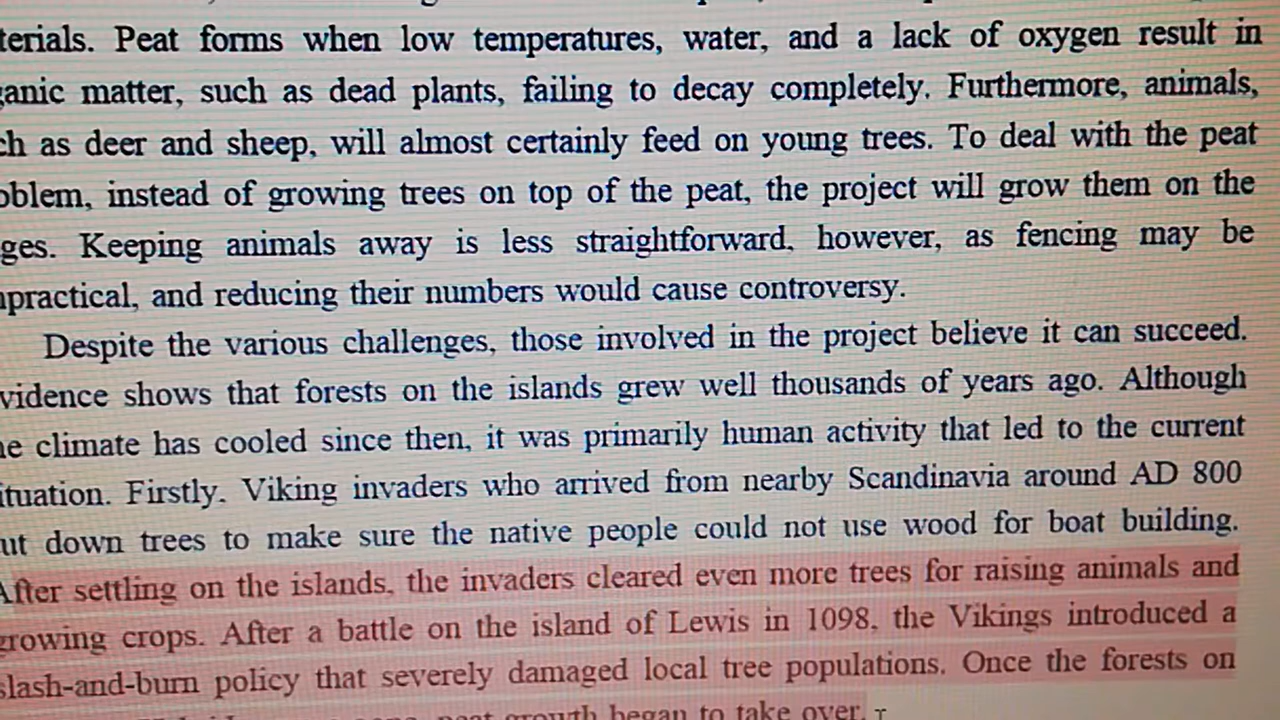 terials. Peat forms when low temperatures, water, and a lack of oxygen result in
ganic matter, such as dead plants, failing to decay completely. Furthermore, animals,
ch as deer and sheep, will almost certainly feed on young trees. To deal with the peat
oblem, instead of growing trees on top of the peat, the project will grow them on the
ges. Keeping animals away is less straightforward, however, as fencing may be
practical, and reducing their numbers would cause controversy.
Despite the various challenges, those involved in the project believe it can succeed.
vidence shows that forests on the islands grew well thousands of years ago. Although
he climate has cooled since then, it was primarily human activity that led to the current
ituation. Firstly. Viking invaders who arrived from nearby Scandinavia around AD 800
ut down trees to make sure the native people could not use wood for boat building.
After settling on the islands, the invaders cleared even more trees for raising animals and
growing crops. After a battle on the island of Lewis in 1098, the Vikings introduced a
slash-and-burn policy that severely damaged local tree populations. Once the forests on
peat growth began to take over.